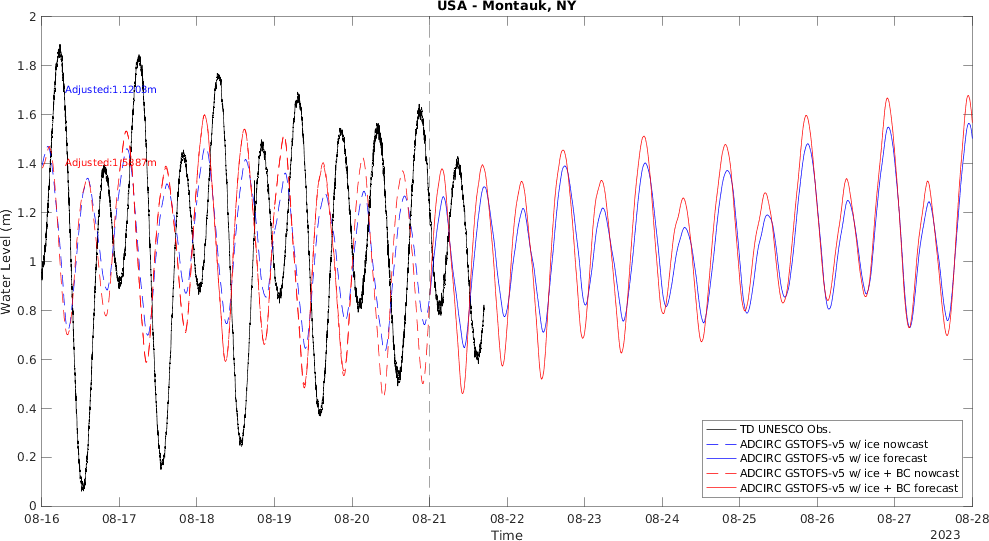 USA - Montauk, NY
2
1.8
1.6
1.4
1.2
1
0.8
0.6
0.4
0.2
0
Water Level (m)
Adjusted:1.1203m
TD UNESCO Obs.
ADCIRC GSTOFS-v5 w/ ice nowcast
ADCIRC GSTOFS-v5 w/ ice forecast
ADCIRC GSTOFS-v5 w/ ice + BC nowcast
ADCIRC GSTOFS-v5 w/ ice + BC forecast
08-16 08-17 08-18 08-19 08-20 08-21 08-22 08-23 08-24 08-25 08-26 08-27 08-28
Time
2023